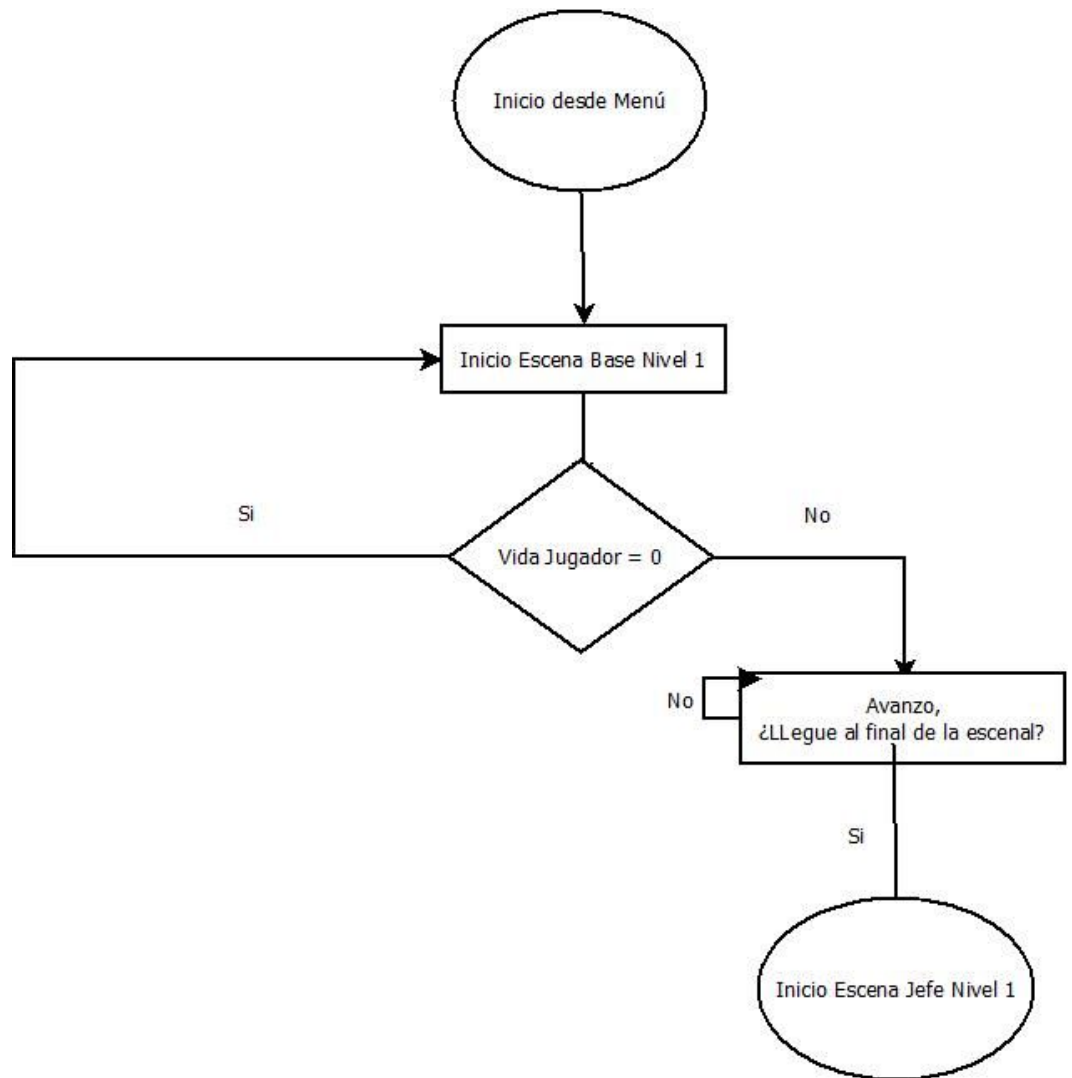 Inicio desde Menú
Inicio Escena Base Nivel 1
Si
No
Vida Jugador = 0
No
Avanzo,
¿LLegue al final de la escenal?
Si
Inicio Escena Jefe Nivel 1